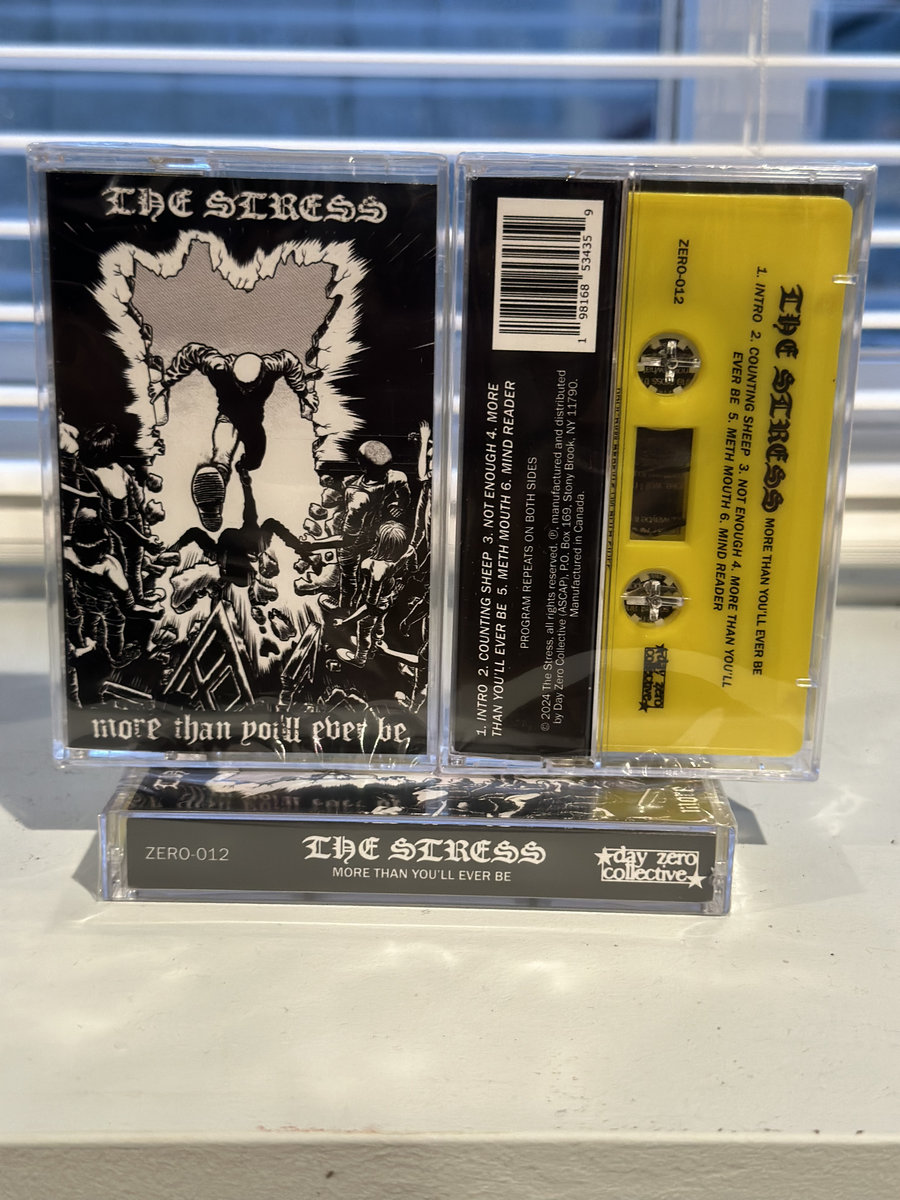 THE STRESS
more than you'll ever be
1. INTRO 2. COUNTING SHEEP 3. NOT ENOUGH 4. MORE
THAN YOU'LL EVER BE 5. METH MOUTH 6. MIND READER
PROGRAM REPEATS ON BOTH SIDES
© 2024 The Stress, all rights reserved. ℗, manufactured and distributed
by Day Zero Collective (ASCAP), P.O. Box 169, Stony Brook, NY 11790.
Manufactured in Canada.
1 98168 53435 9
ZERO-012
THE STRESS MORE THAN YOU'LL EVER BE
1. INTRO 2. COUNTING SHEEP 3. NOT ENOUGH 4. MORE THAN YOU'LL
EVER BE 5. METH MOUTH 6. MIND READER
day zero
collective
ZERO-012
THE STRESS
MORE THAN YOU'LL EVER BE
day zero
collective